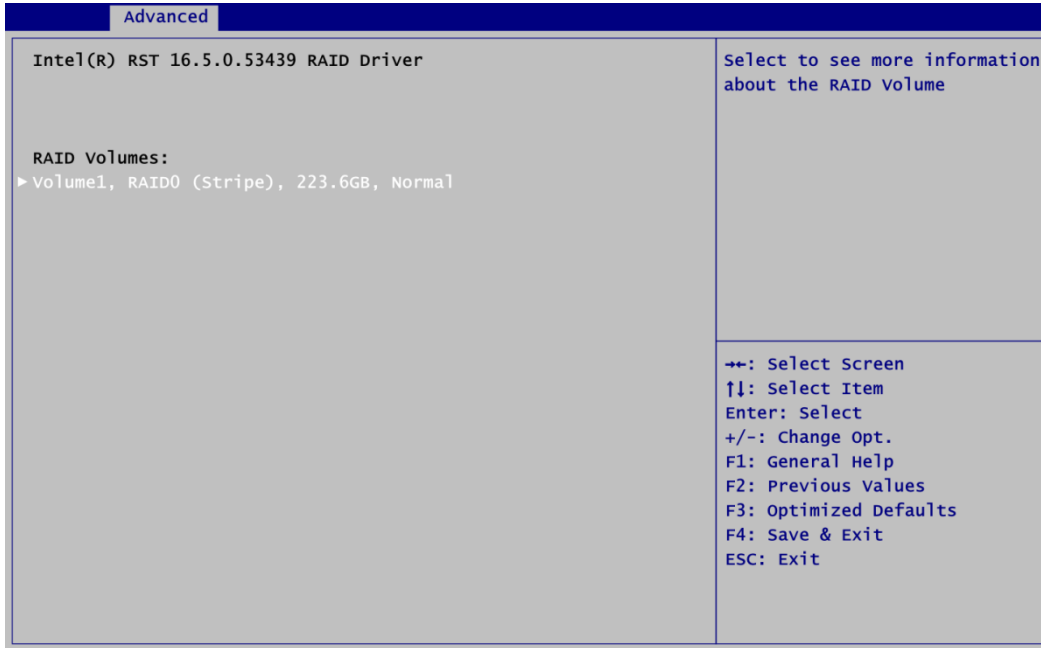 Advanced
Intel(R) RST 16.5.0.53439 RAID Driver
RAID Volumes:
►Volume1, RAID0 (Stripe), 223.6GB, Normal
Select to see more information
about the RAID Volume
→←: Select Screen
↑↓: Select Item
Enter: Select
+/-: Change Opt.
F1: General Help
F2: Previous Values
F3: Optimized Defaults
F4: Save & Exit
ESC: Exit